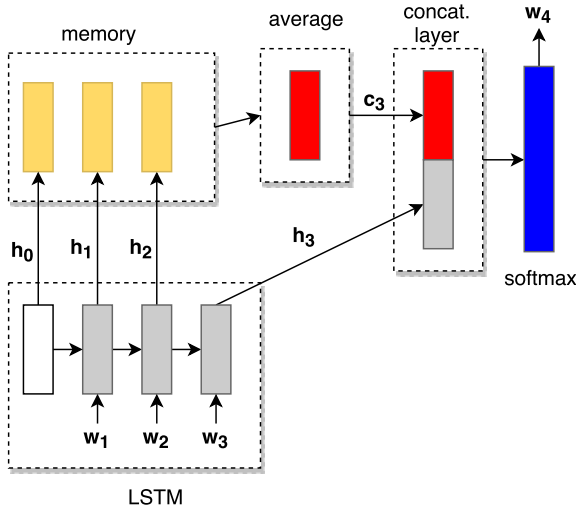 memory
average
concat.
layer
w4
c3
h0
h1
h2
h3
softmax
w1
w2
w3
LSTM